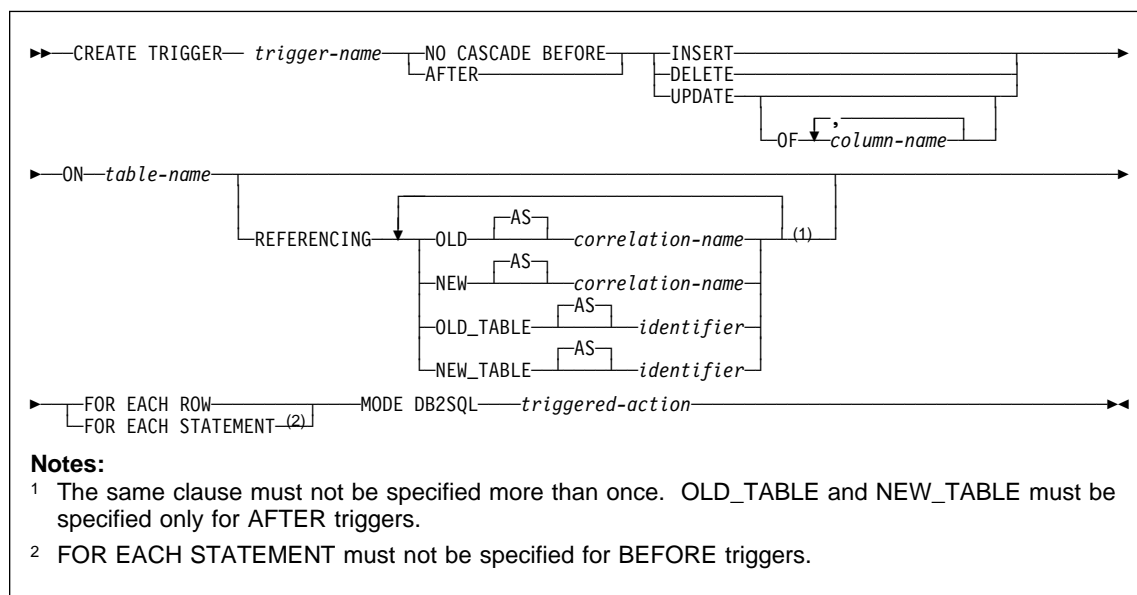 CREATE TRIGGER trigger-name NO CASCADE BEFORE INSERT
AFTER DELETE
UPDATE
,
OF column-name
ON table-name
AS
REFERENCING OLD correlation-name (1)
AS
NEW correlation-name
AS
OLD_TABLE identifier
AS
NEW_TABLE identifier
FOR EACH ROW MODE DB2SQL triggered-action
FOR EACH STATEMENT (2)
Notes:
1 The same clause must not be specified more than once. OLD_TABLE and NEW_TABLE must be
specified only for AFTER triggers.
2 FOR EACH STATEMENT must not be specified for BEFORE triggers.